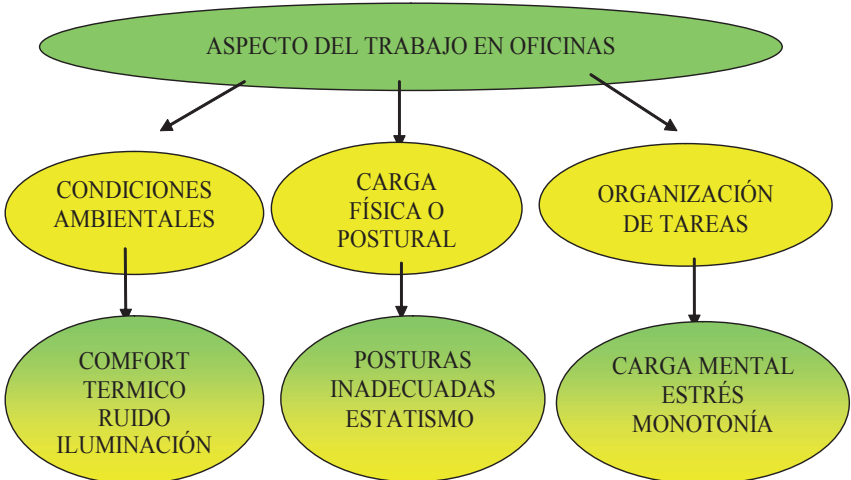 ASPECTO DEL TRABAJO EN OFICINAS
CONDICIONES
AMBIENTALES
CARGA
FÍSICA O
POSTURAL
ORGANIZACIÓN
DE TAREAS
COMFORT
TERMICO
RUIDO
ILUMINACIÓN
POSTURAS
INADECUADAS
ESTATISMO
CARGA MENTAL
ESTRÉS
MONOTONÍA